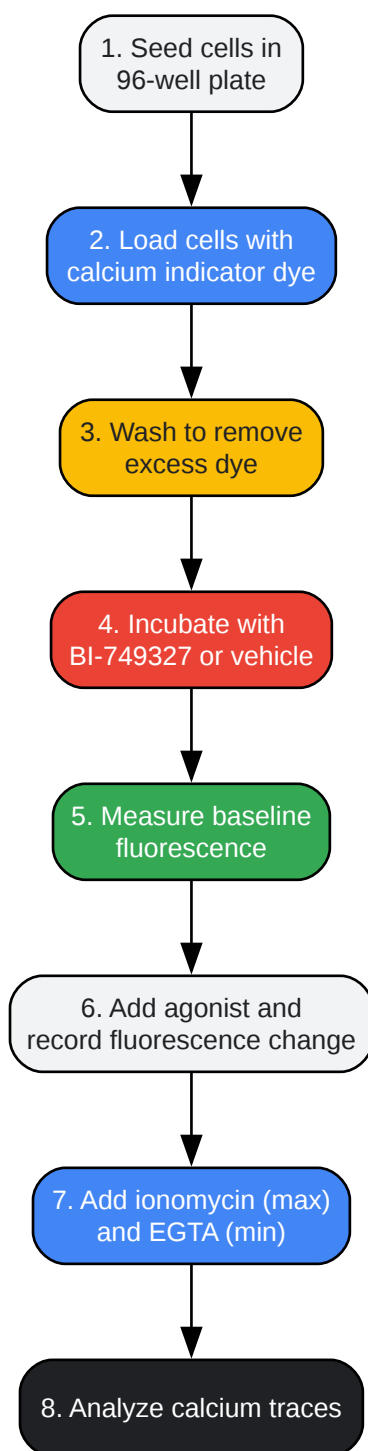 1. Seed cells in
96-well plate
2. Load cells with
calcium indicator dye
3. Wash to remove
excess dye
4. Incubate with
BI-749327 or vehicle
5. Measure baseline
fluorescence
6. Add agonist and
record fluorescence change
7. Add ionomycin (max)
and EGTA (min)
8. Analyze calcium traces